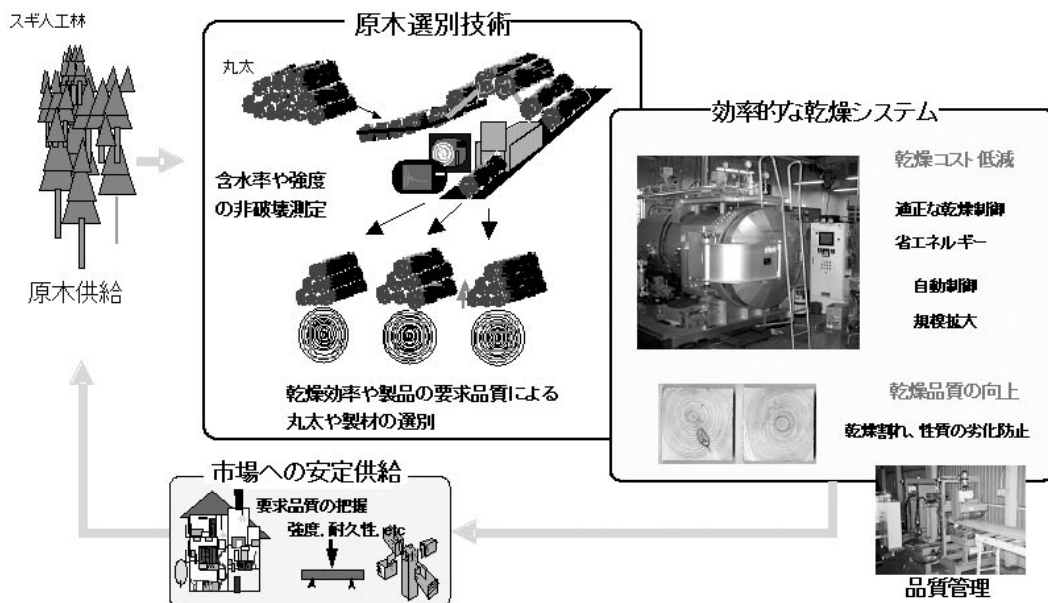 スギ人工林
原木供給
原木選別技術
丸太
含水率や強度
の非破壊測定
乾燥効率や製品の要求品質による
丸太や製材の選別
効率的な乾燥システム
乾燥コスト低減
適正な乾燥制御
省エネルギー
自動制御
規模拡大
乾燥品質の向上
乾燥割れ、性質の劣化防止
品質管理
市場への安定供給
要求品質の把握
強度，耐久性，etc